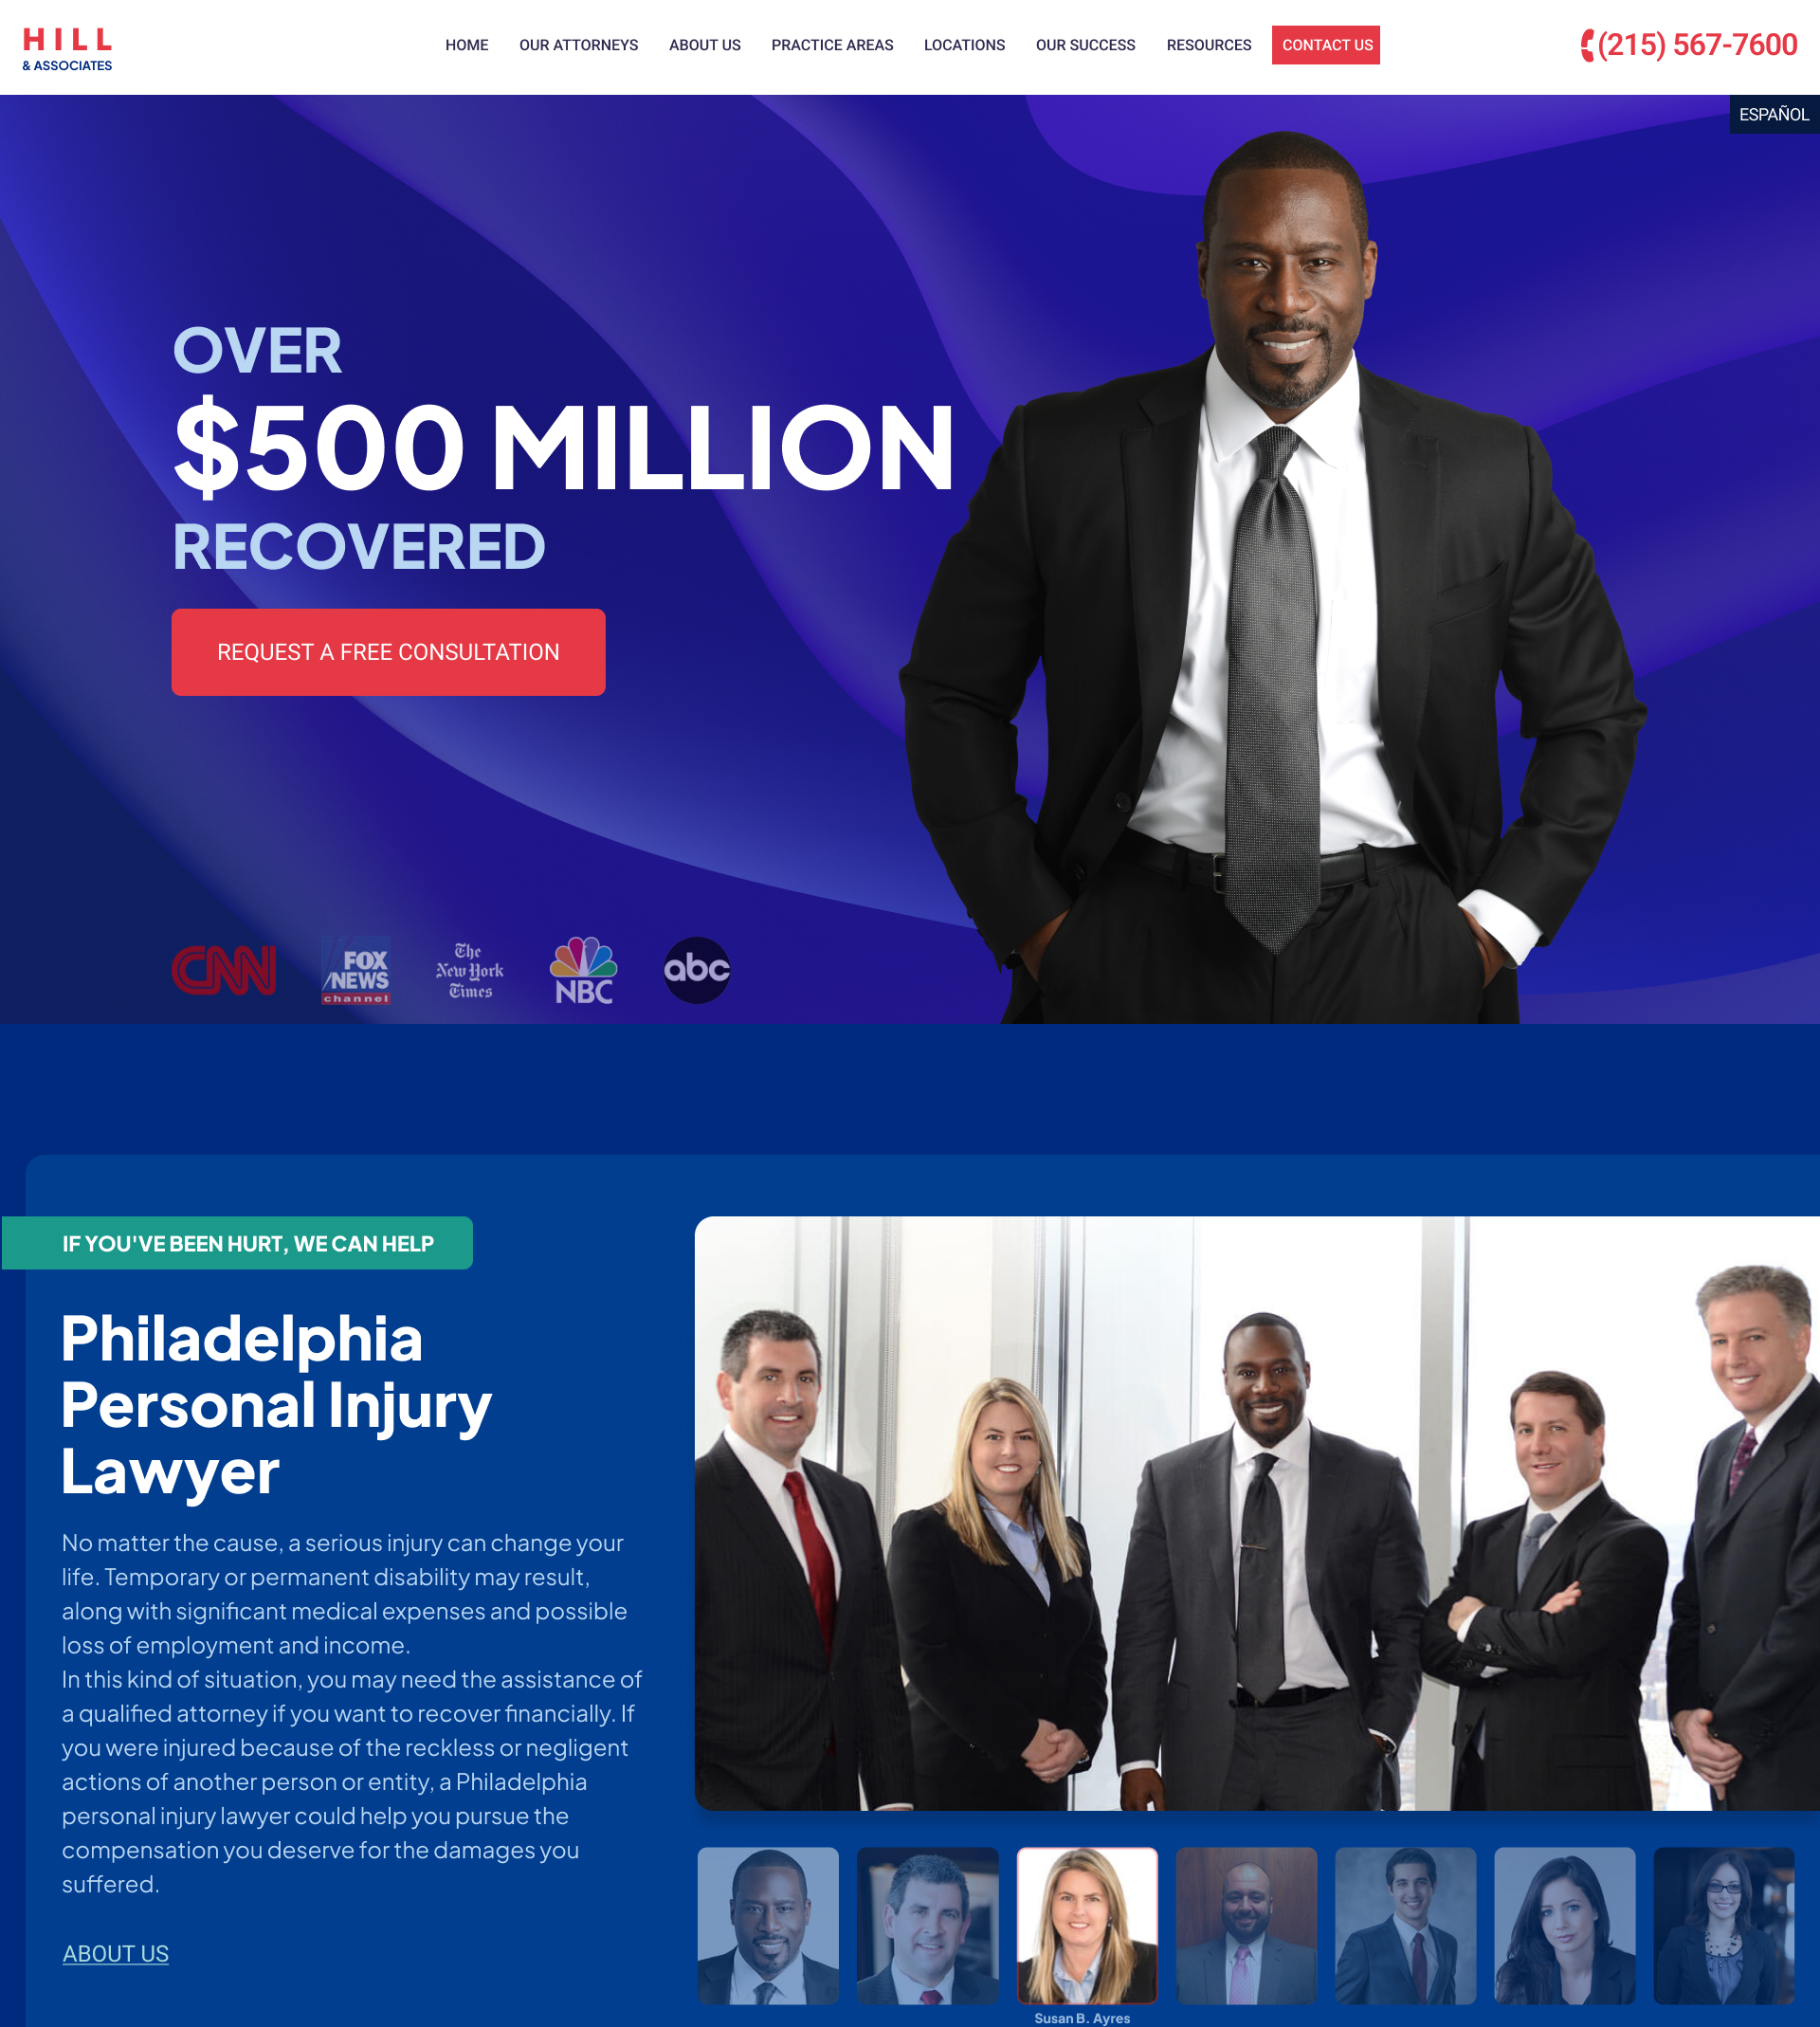 HILL
& ASSOCIATES
HOME
OUR ATTORNEYS
ABOUT US
PRACTICE AREAS
LOCATIONS
OUR SUCCESS
RESOURCES
CONTACT US
(215) 567-7600
ESPAÑOL
OVER
$500 MILLION
RECOVERED
REQUEST A FREE CONSULTATION
CNN
FOX
NEWS
channel
The
New York
Times
NBC
abc
IF YOU'VE BEEN HURT, WE CAN HELP
Philadelphia
Personal Injury
Lawyer
No matter the cause, a serious injury can change your
life. Temporary or permanent disability may result,
along with significant medical expenses and possible
loss of employment and income.
In this kind of situation, you may need the assistance of
a qualified attorney if you want to recover financially. If
you were injured because of the reckless or negligent
actions of another person or entity, a Philadelphia
personal injury lawyer could help you pursue the
compensation you deserve for the damages you
suffered.
ABOUT US
Susan B. Ayres